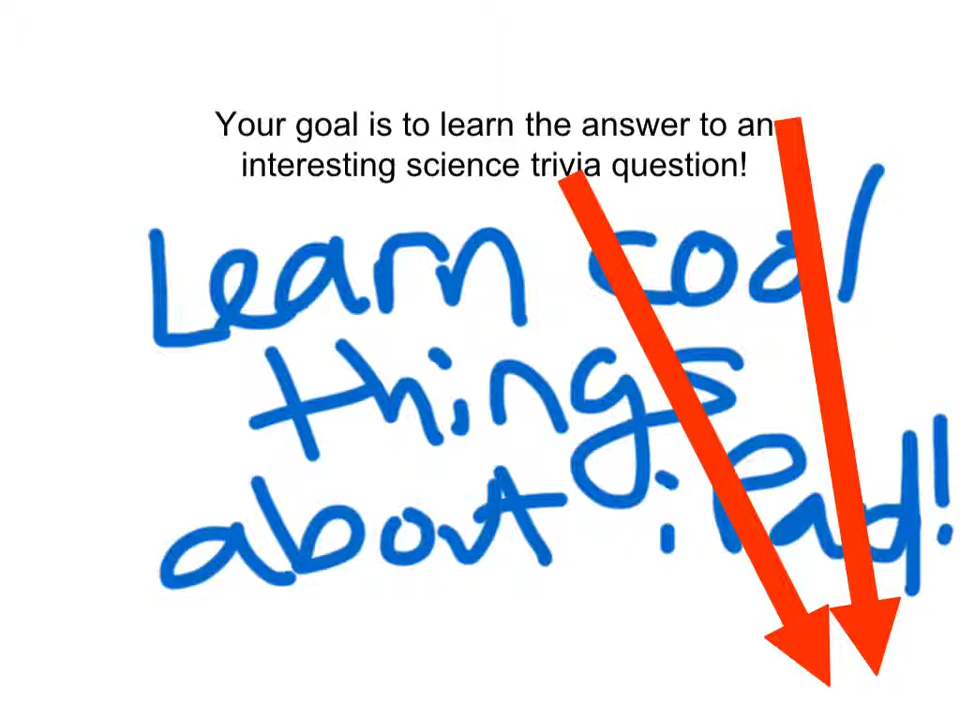 Your goal is to learn the answer to an
interesting science trivia question!
Learn cool
things
about iPad!